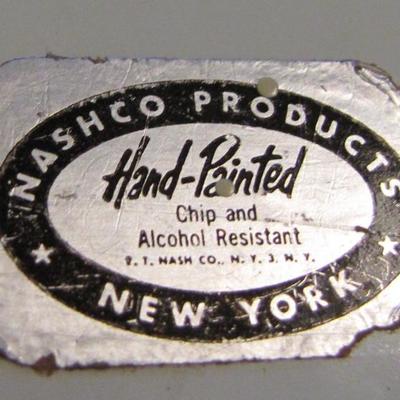 NASHCO PRODUCTS
Hand-Painted
Chip and
Alcohol Resistant
P. T. NASH CO., N. Y. 3, N. Y.
NEW YORK